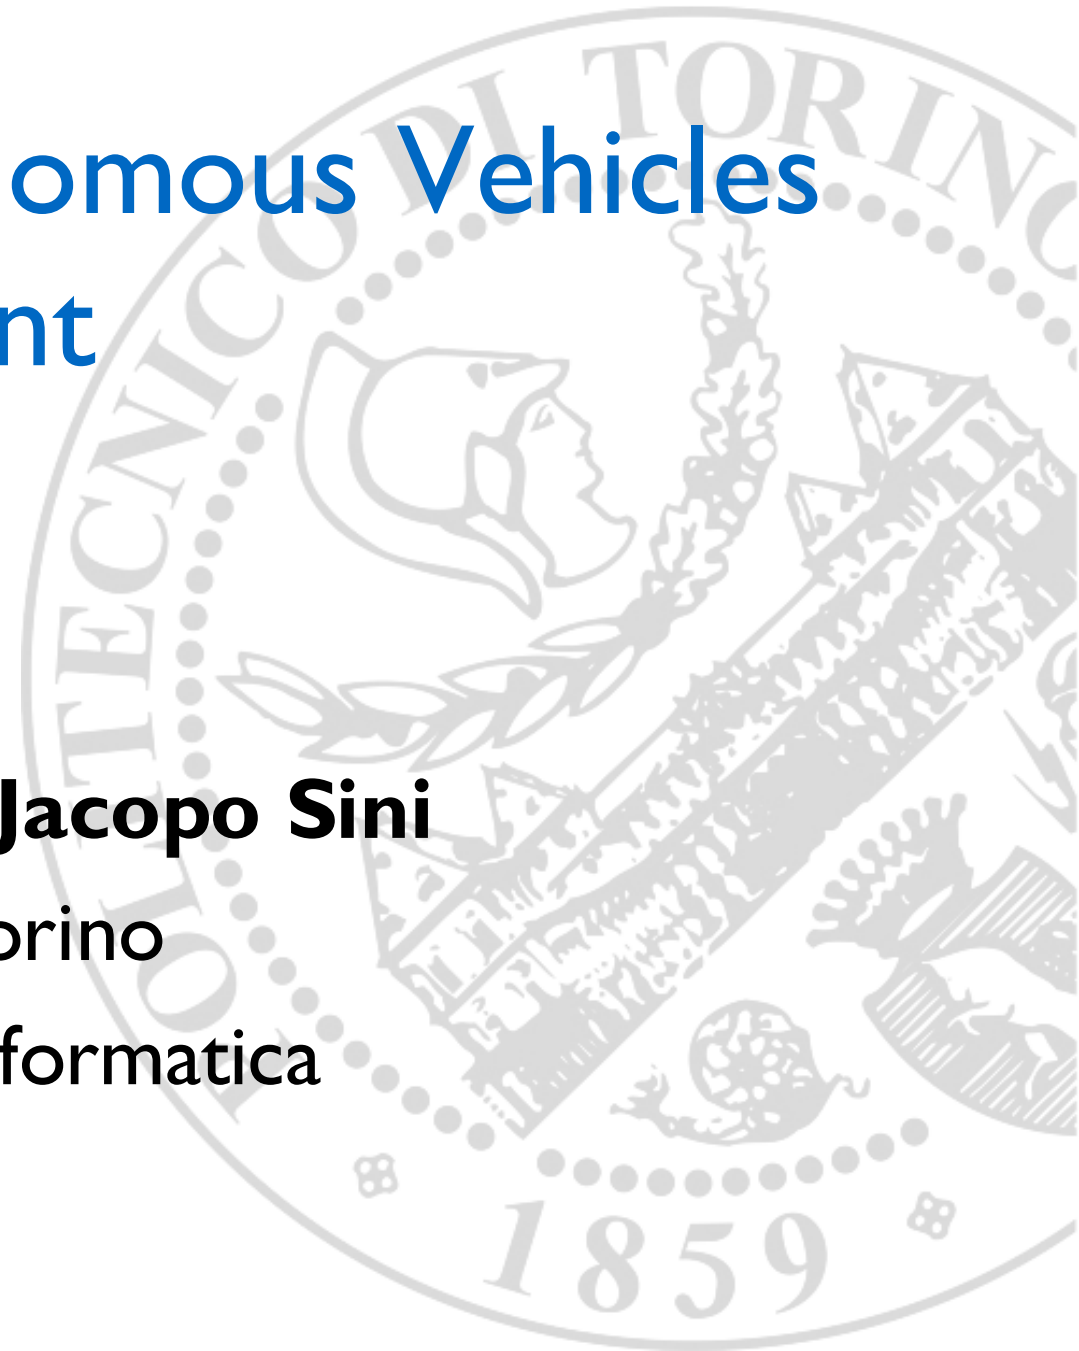 omous Vehicles
nt
Jacopo Sini
orino
formatica
POLITECNICO DI TORINO
1859